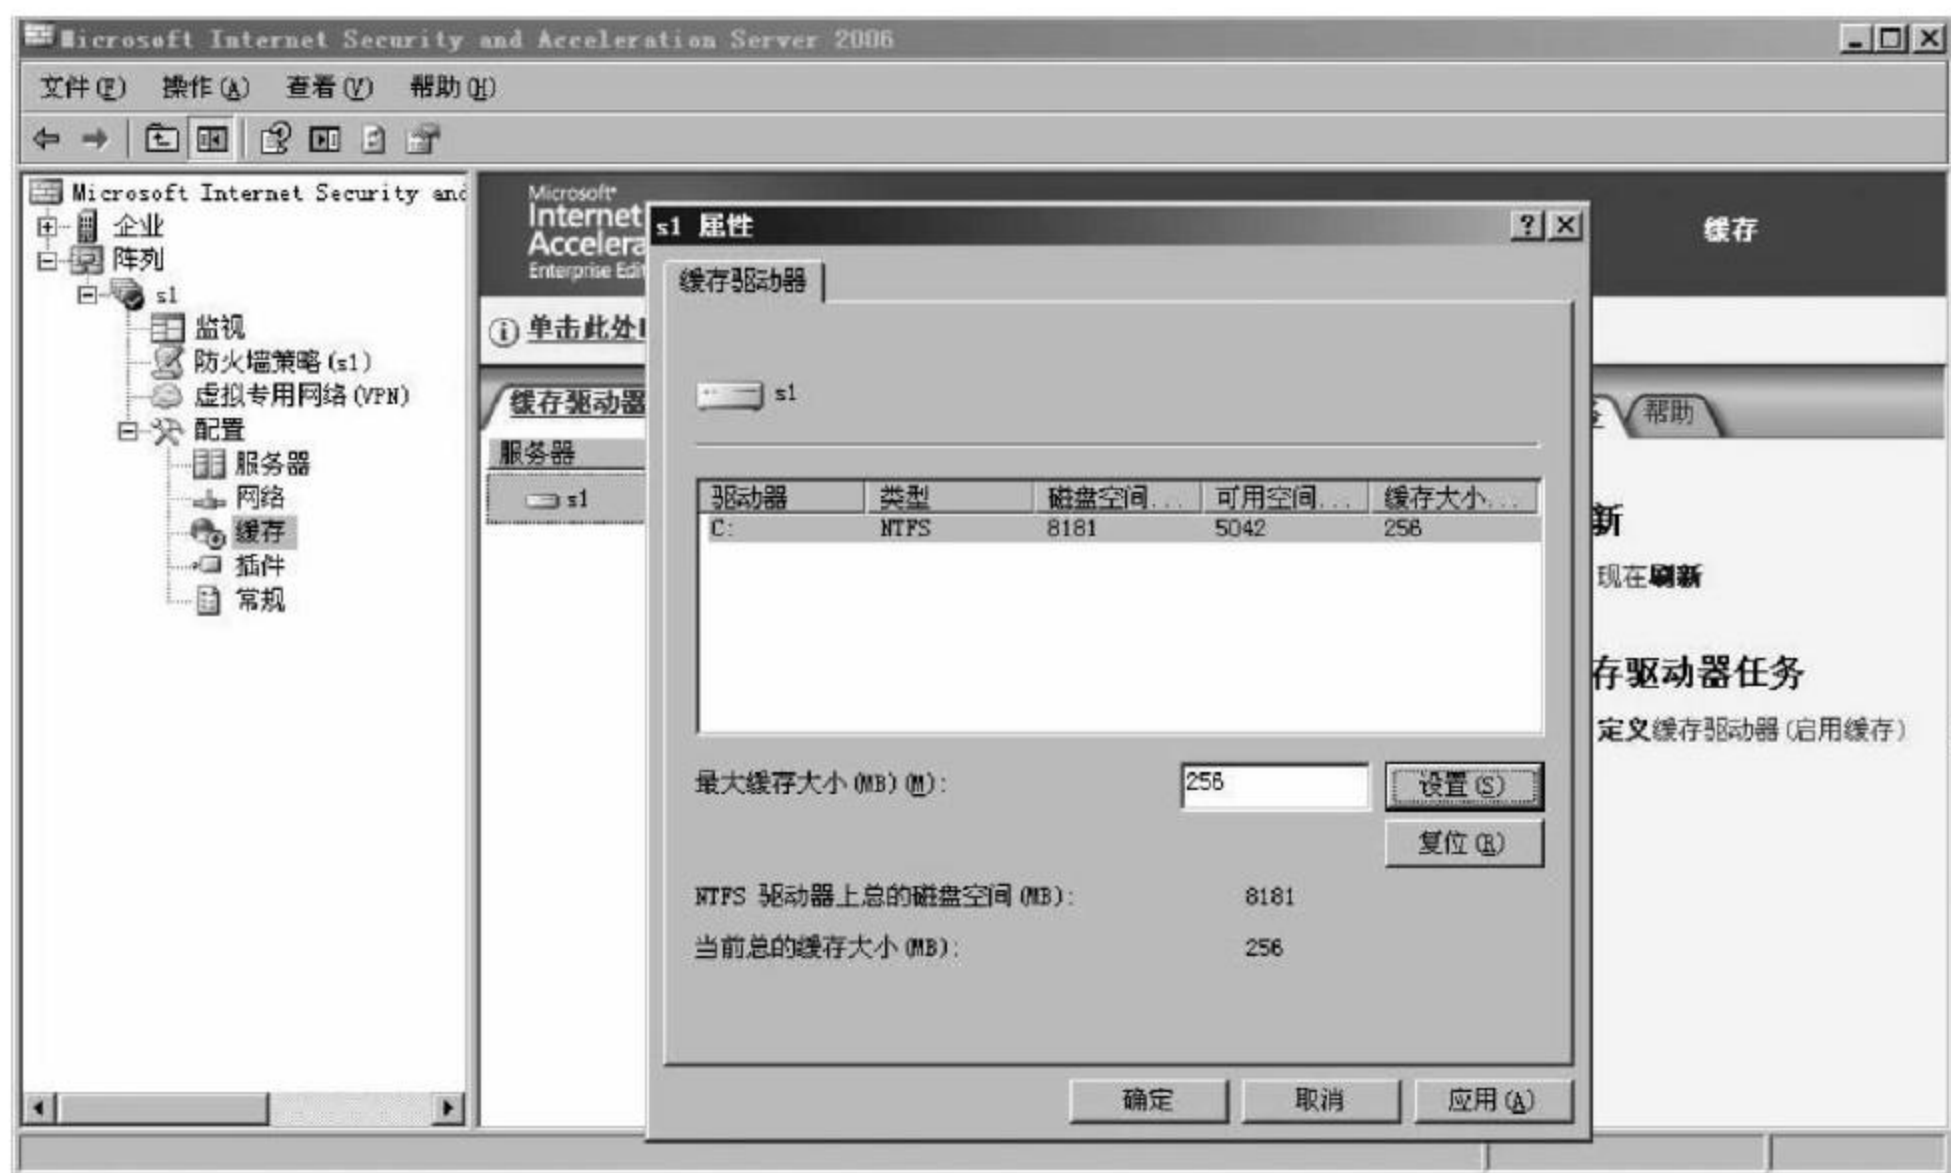 Microsoft Internet Security and Acceleration Server 2006
文件(F) 操作(A) 查看(V) 帮助(H)
Microsoft Internet Security and
企业
阵列
s1
监视
防火墙策略(s1)
虚拟专用网络(VPN)
配置
服务器
网络
缓存
插件
常规
Microsoft
Internet
Accelera
Enterprise Edit
缓存
单击此处
缓存驱动器
服务器
s1
s1 属性
缓存驱动器
s1
驱动器 类型 磁盘空间... 可用空间... 缓存大小...
C: NTFS 8181 5042 256
最大缓存大小(MB)(M): 256 设置(S)
复位(R)
NTFS 驱动器上总的磁盘空间(MB): 8181
当前总的缓存大小(MB): 256
确定 取消 应用(A)
帮助
新
现在刷新
存驱动器任务
定义缓存驱动器(启用缓存)